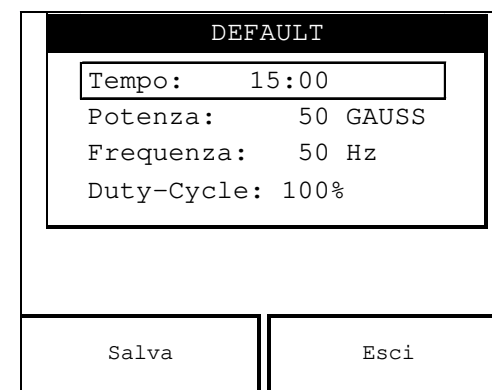 DEFAULT
Tempo: 15:00
Potenza: 50 GAUSS
Frequenza: 50 Hz
Duty-Cycle: 100%
Salva Esci